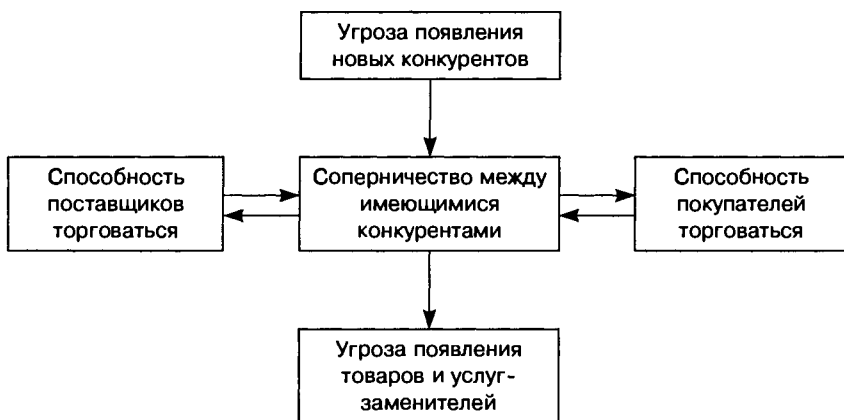 Угроза появления
новых конкурентов
Способность
поставщиков
торговаться
Соперничество между
имеющимися
конкурентами
Способность
покупателей
торговаться
Угроза появления
товаров и услуг-
заменителей